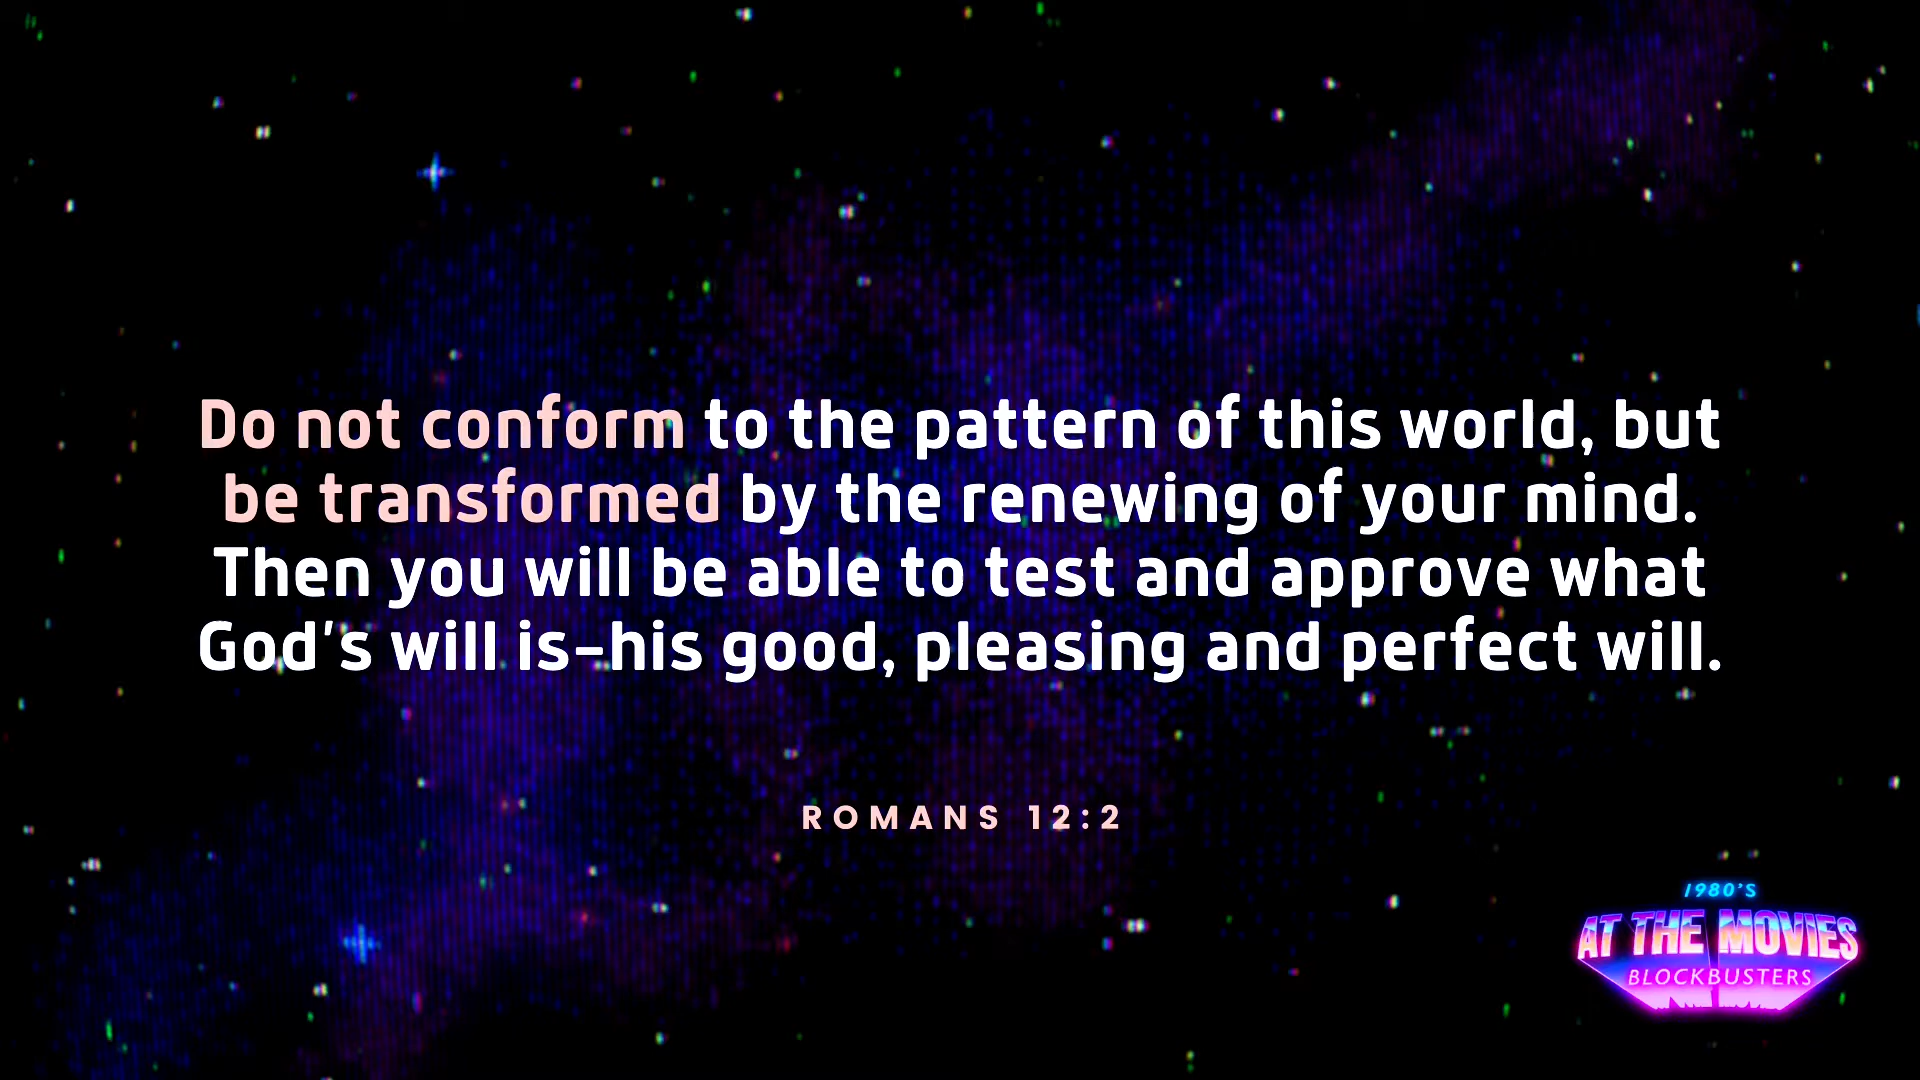 Do not conform to the pattern of this world, but
be transformed by the renewing of your mind.
Then you will be able to test and approve what
God's will is–his good, pleasing and perfect will.
ROMANS 12:2
1980'S
AT THE MOVIES
BLOCKBUSTERS